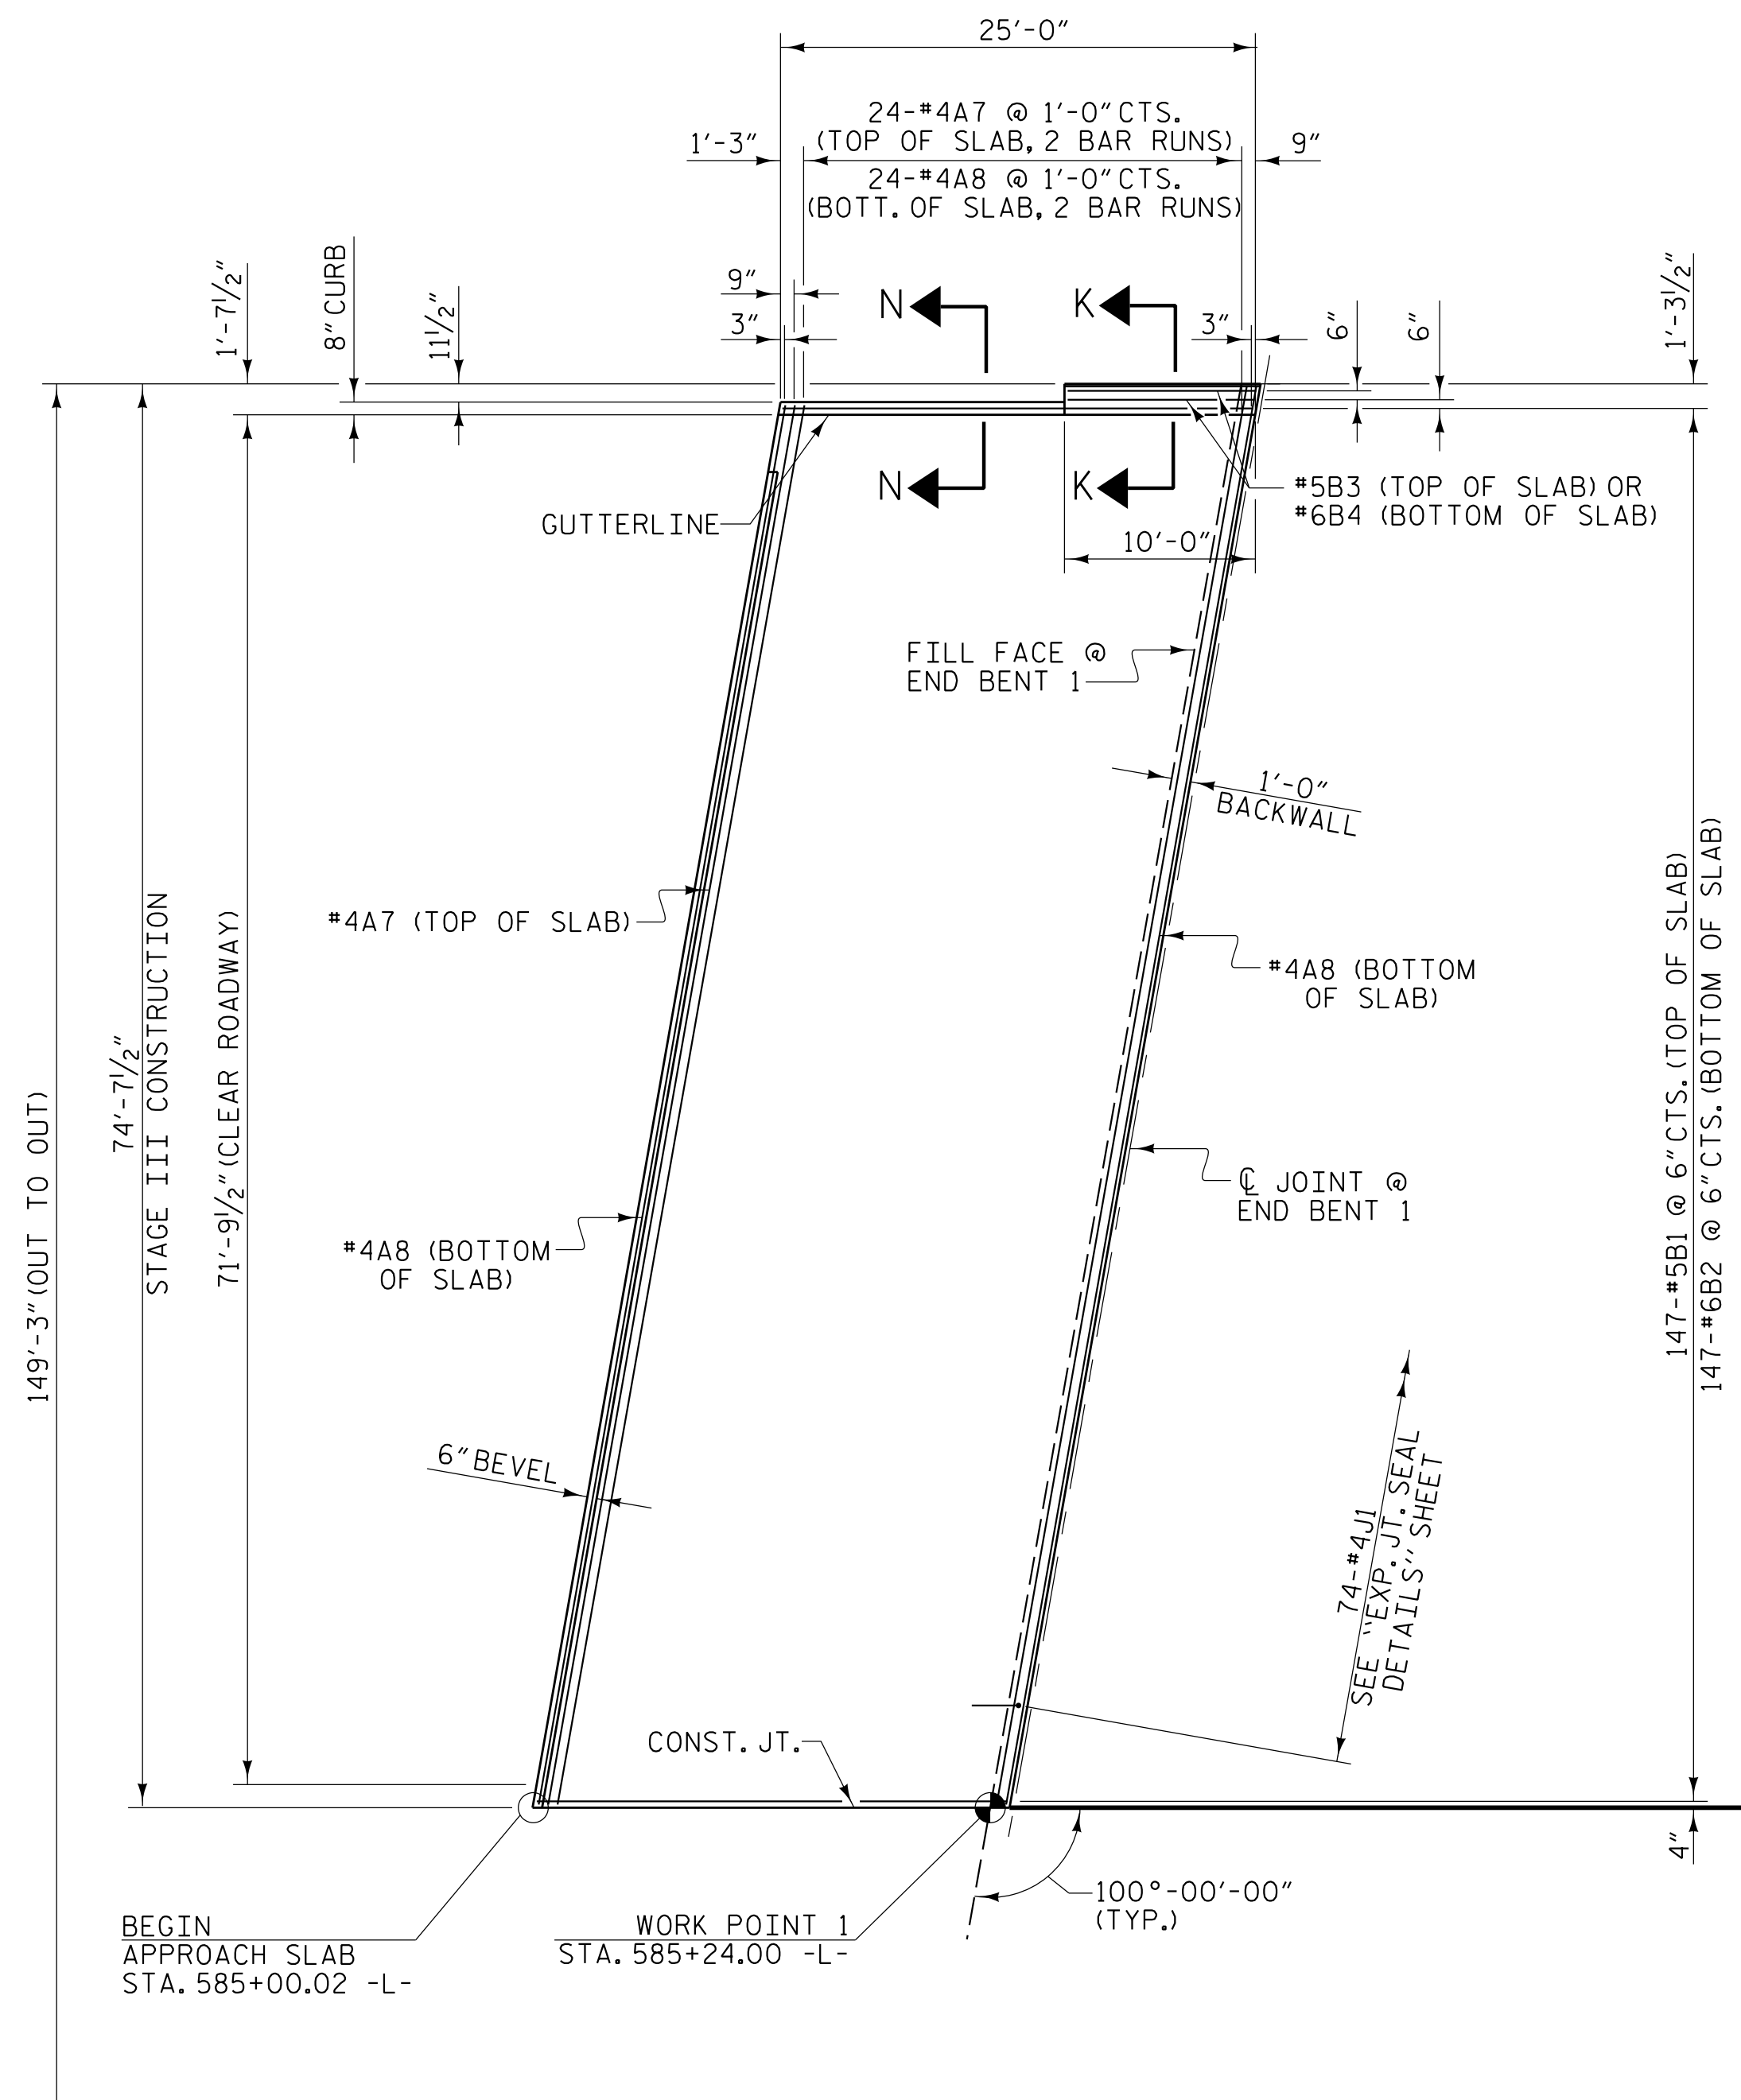 25'-0"
24-#4A7 @ 1'-0"CTS.
(TOP OF SLAB, 2 BAR RUNS)
1'-3"
9"
24-#4A8 @ 1'-0"CTS.
(BOTT. OF SLAB, 2 BAR RUNS)
1'-7½"
8" CURB
11½"
9"
3"
N
K
3"
6"
6"
1'-3½"
N
K
#5B3 (TOP OF SLAB) OR
#6B4 (BOTTOM OF SLAB)
GUTTERLINE
10'-0"
FILL FACE @
END BENT 1
1'-0"
BACKWALL
#4A7 (TOP OF SLAB)
#4A8 (BOTTOM
OF SLAB)
℄ JOINT @
END BENT 1
#4A8 (BOTTOM
OF SLAB)
149'-3"(OUT TO OUT)
74'-7½"
STAGE III CONSTRUCTION
71'-9½"(CLEAR ROADWAY)
147-#5B1 @ 6"CTS. (TOP OF SLAB)
147-#6B2 @ 6"CTS. (BOTTOM OF SLAB)
6" BEVEL
74-#4J1
SEE "EXP. JT. SEAL
DETAILS" SHEET
CONST. JT.
4"
100°-00'-00"
(TYP.)
BEGIN
APPROACH SLAB
STA. 585+00.02 -L-
WORK POINT 1
STA. 585+24.00 -L-